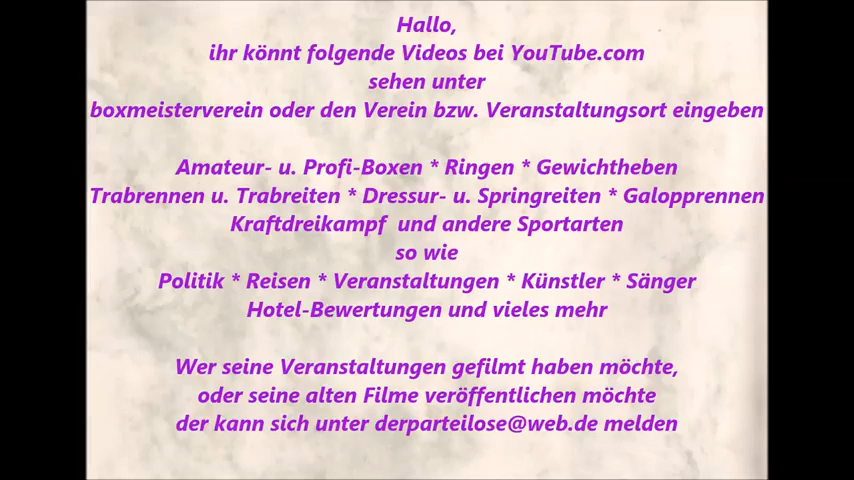 Hallo,
ihr könnt folgende Videos bei YouTube.com
sehen unter
boxmeisterverein oder den Verein bzw. Veranstaltungsort eingeben
Amateur- u. Profi-Boxen * Ringen * Gewichtheben
Trabrennen u. Trabreiten * Dressur- u. Springreiten * Galopprennen
Kraftdreikampf  und andere Sportarten
so wie
Politik * Reisen * Veranstaltungen * Künstler * Sänger
Hotel-Bewertungen und vieles mehr
Wer seine Veranstaltungen gefilmt haben möchte,
oder seine alten Filme veröffentlichen möchte
der kann sich unter derparteilose@web.de melden